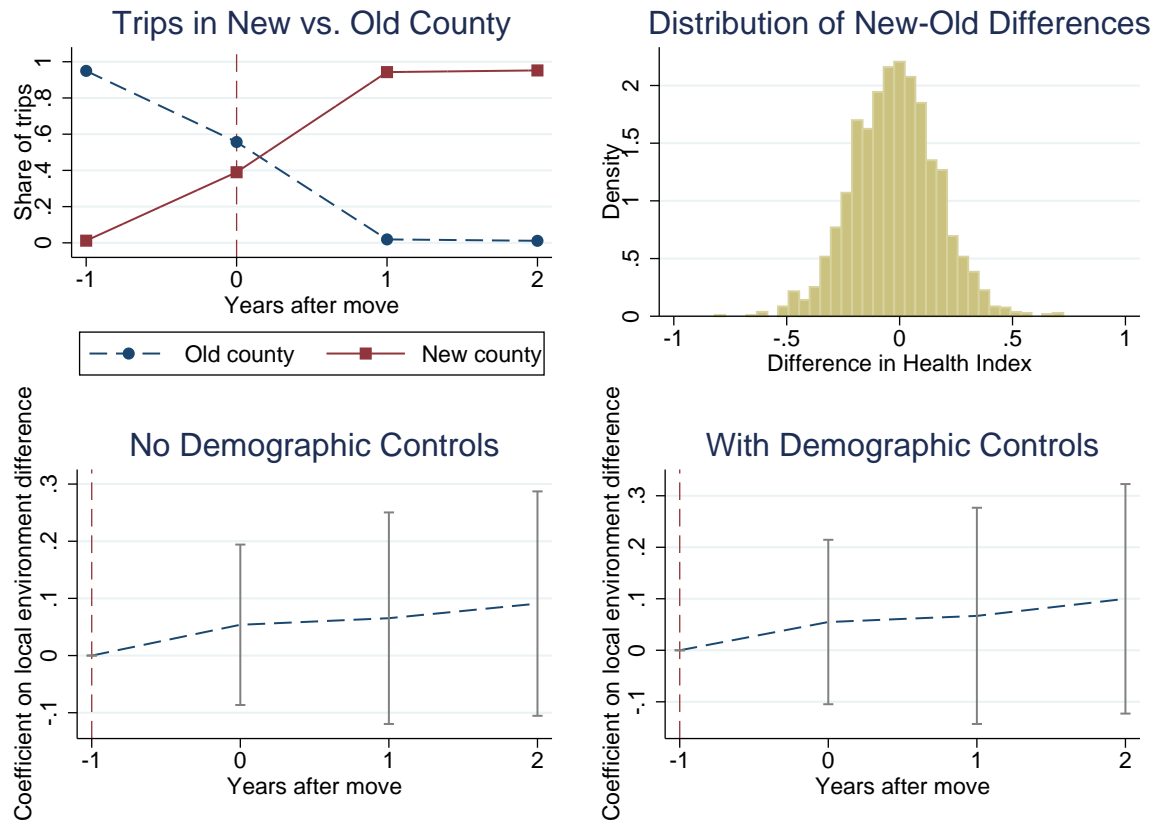 Trips in New vs. Old County
Share of trips
1
.8
.6
.4
.2
0
-1 0 1 2
Years after move
Old county New county
Distribution of New-Old Differences
Density
2
1.5
1
.5
0
-1 -.5 0 .5 1
Difference in Health Index
No Demographic Controls
Coefficient on local environment difference
.3
.2
.1
0
-.1
-1 0 1 2
Years after move
With Demographic Controls
Coefficient on local environment difference
.3
.2
.1
0
-.1
-1 0 1 2
Years after move